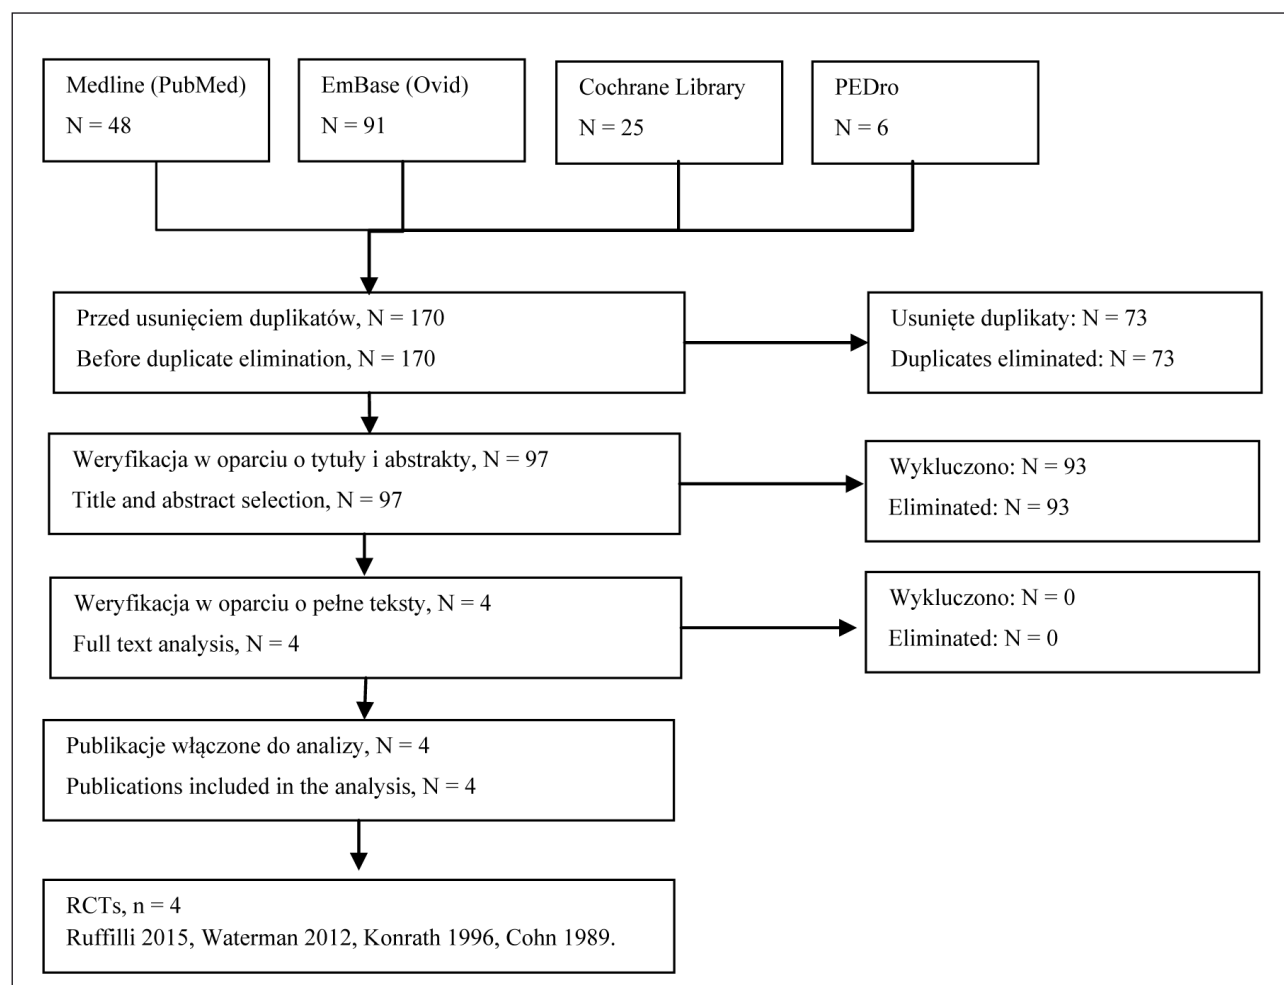 Medline (PubMed)
N = 48
EmBase (Ovid)
N = 91
Cochrane Library
N = 25
PEDro
N = 6
Przed usunięciem duplikatów, N = 170
Before duplicate elimination, N = 170
Usunięte duplikaty: N = 73
Duplicates eliminated: N = 73
Weryfikacja w oparciu o tytuły i abstrakty, N = 97
Title and abstract selection, N = 97
Wykluczono: N = 93
Eliminated: N = 93
Weryfikacja w oparciu o pełne teksty, N = 4
Full text analysis, N = 4
Wykluczono: N = 0
Eliminated: N = 0
Publikacje włączone do analizy, N = 4
Publications included in the analysis, N = 4
RCTs, n = 4
Ruffilli 2015, Waterman 2012, Konrath 1996, Cohn 1989.